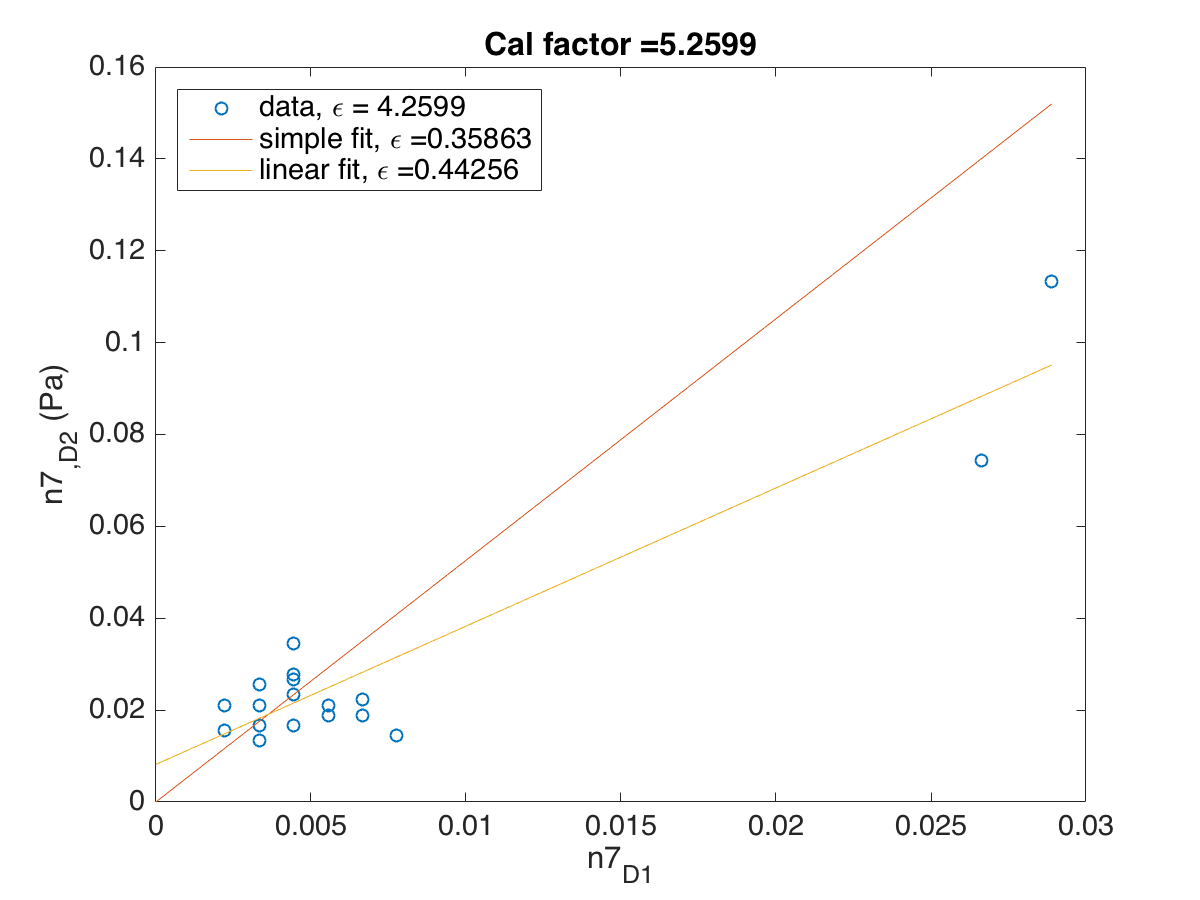 Cal factor =5.2599
0.16
0.14
0.12
0.1
0.08
0.06
0.04
0.02
0
data, ϵ = 4.2599
simple fit, ϵ =0.35863
linear fit, ϵ =0.44256
n7,D2 (Pa)
0 0.005 0.01 0.015 0.02 0.025 0.03
n7D1